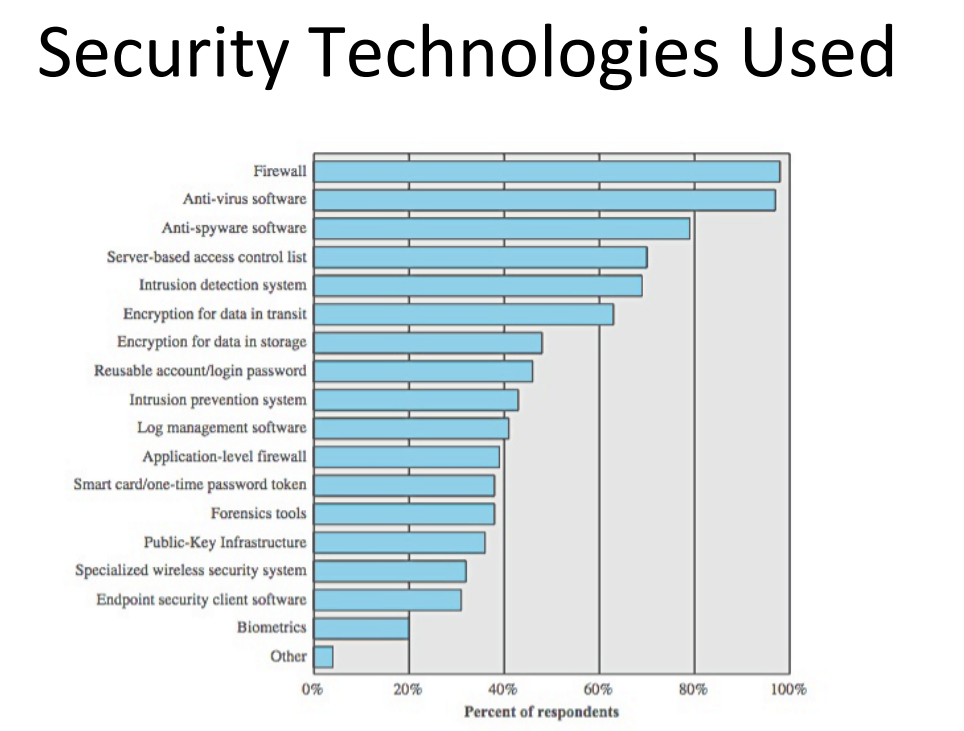 Security Technologies Used
Firewall
Anti-virus software
Anti-spyware software
Server-based access control list
Intrusion detection system
Encryption for data in transit
Encryption for data in storage
Reusable account/login password
Intrusion prevention system
Log management software
Application-level firewall
Smart card/one-time password token
Forensics tools
Public-Key Infrastructure
Specialized wireless security system
Endpoint security client software
Biometrics
Other
0% 20% 40% 60% 80% 100%
Percent of respondents